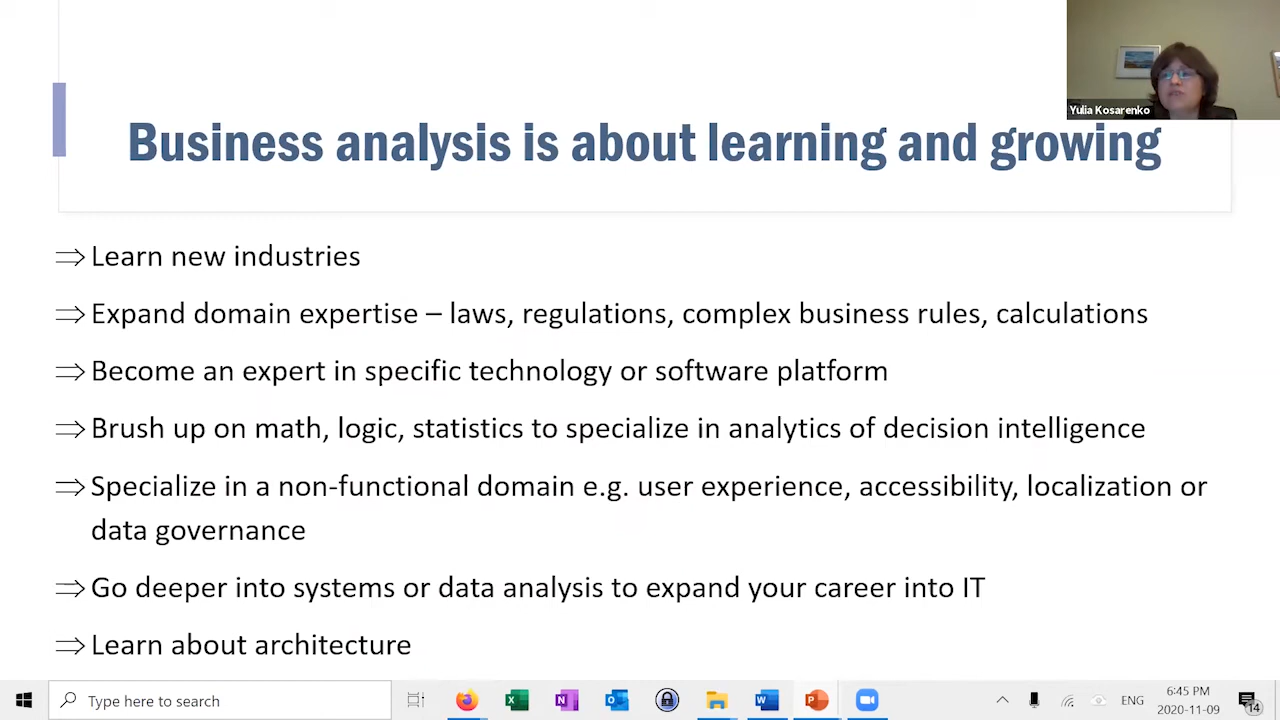 Yulia Kosarenko
Business analysis is about learning and growing
⇒ Learn new industries
⇒ Expand domain expertise – laws, regulations, complex business rules, calculations
⇒ Become an expert in specific technology or software platform
⇒ Brush up on math, logic, statistics to specialize in analytics of decision intelligence
⇒ Specialize in a non-functional domain e.g. user experience, accessibility, localization or
data governance
⇒ Go deeper into systems or data analysis to expand your career into IT
⇒ Learn about architecture
Type here to search
ENG
6:45 PM
2020-11-09
14